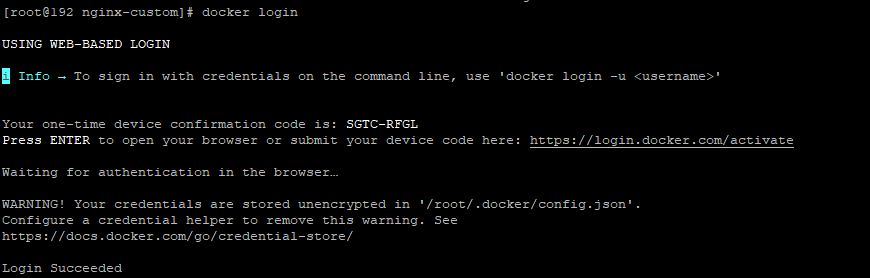 [root@192 nginx-custom]# docker login
USING WEB-BASED LOGIN
i Info → To sign in with credentials on the command line, use 'docker login -u <username>'
Your one-time device confirmation code is: SGTC-RFGL
Press ENTER to open your browser or submit your device code here: https://login.docker.com/activate
Waiting for authentication in the browser…
WARNING! Your credentials are stored unencrypted in '/root/.docker/config.json'.
Configure a credential helper to remove this warning. See
https://docs.docker.com/go/credential-store/
Login Succeeded